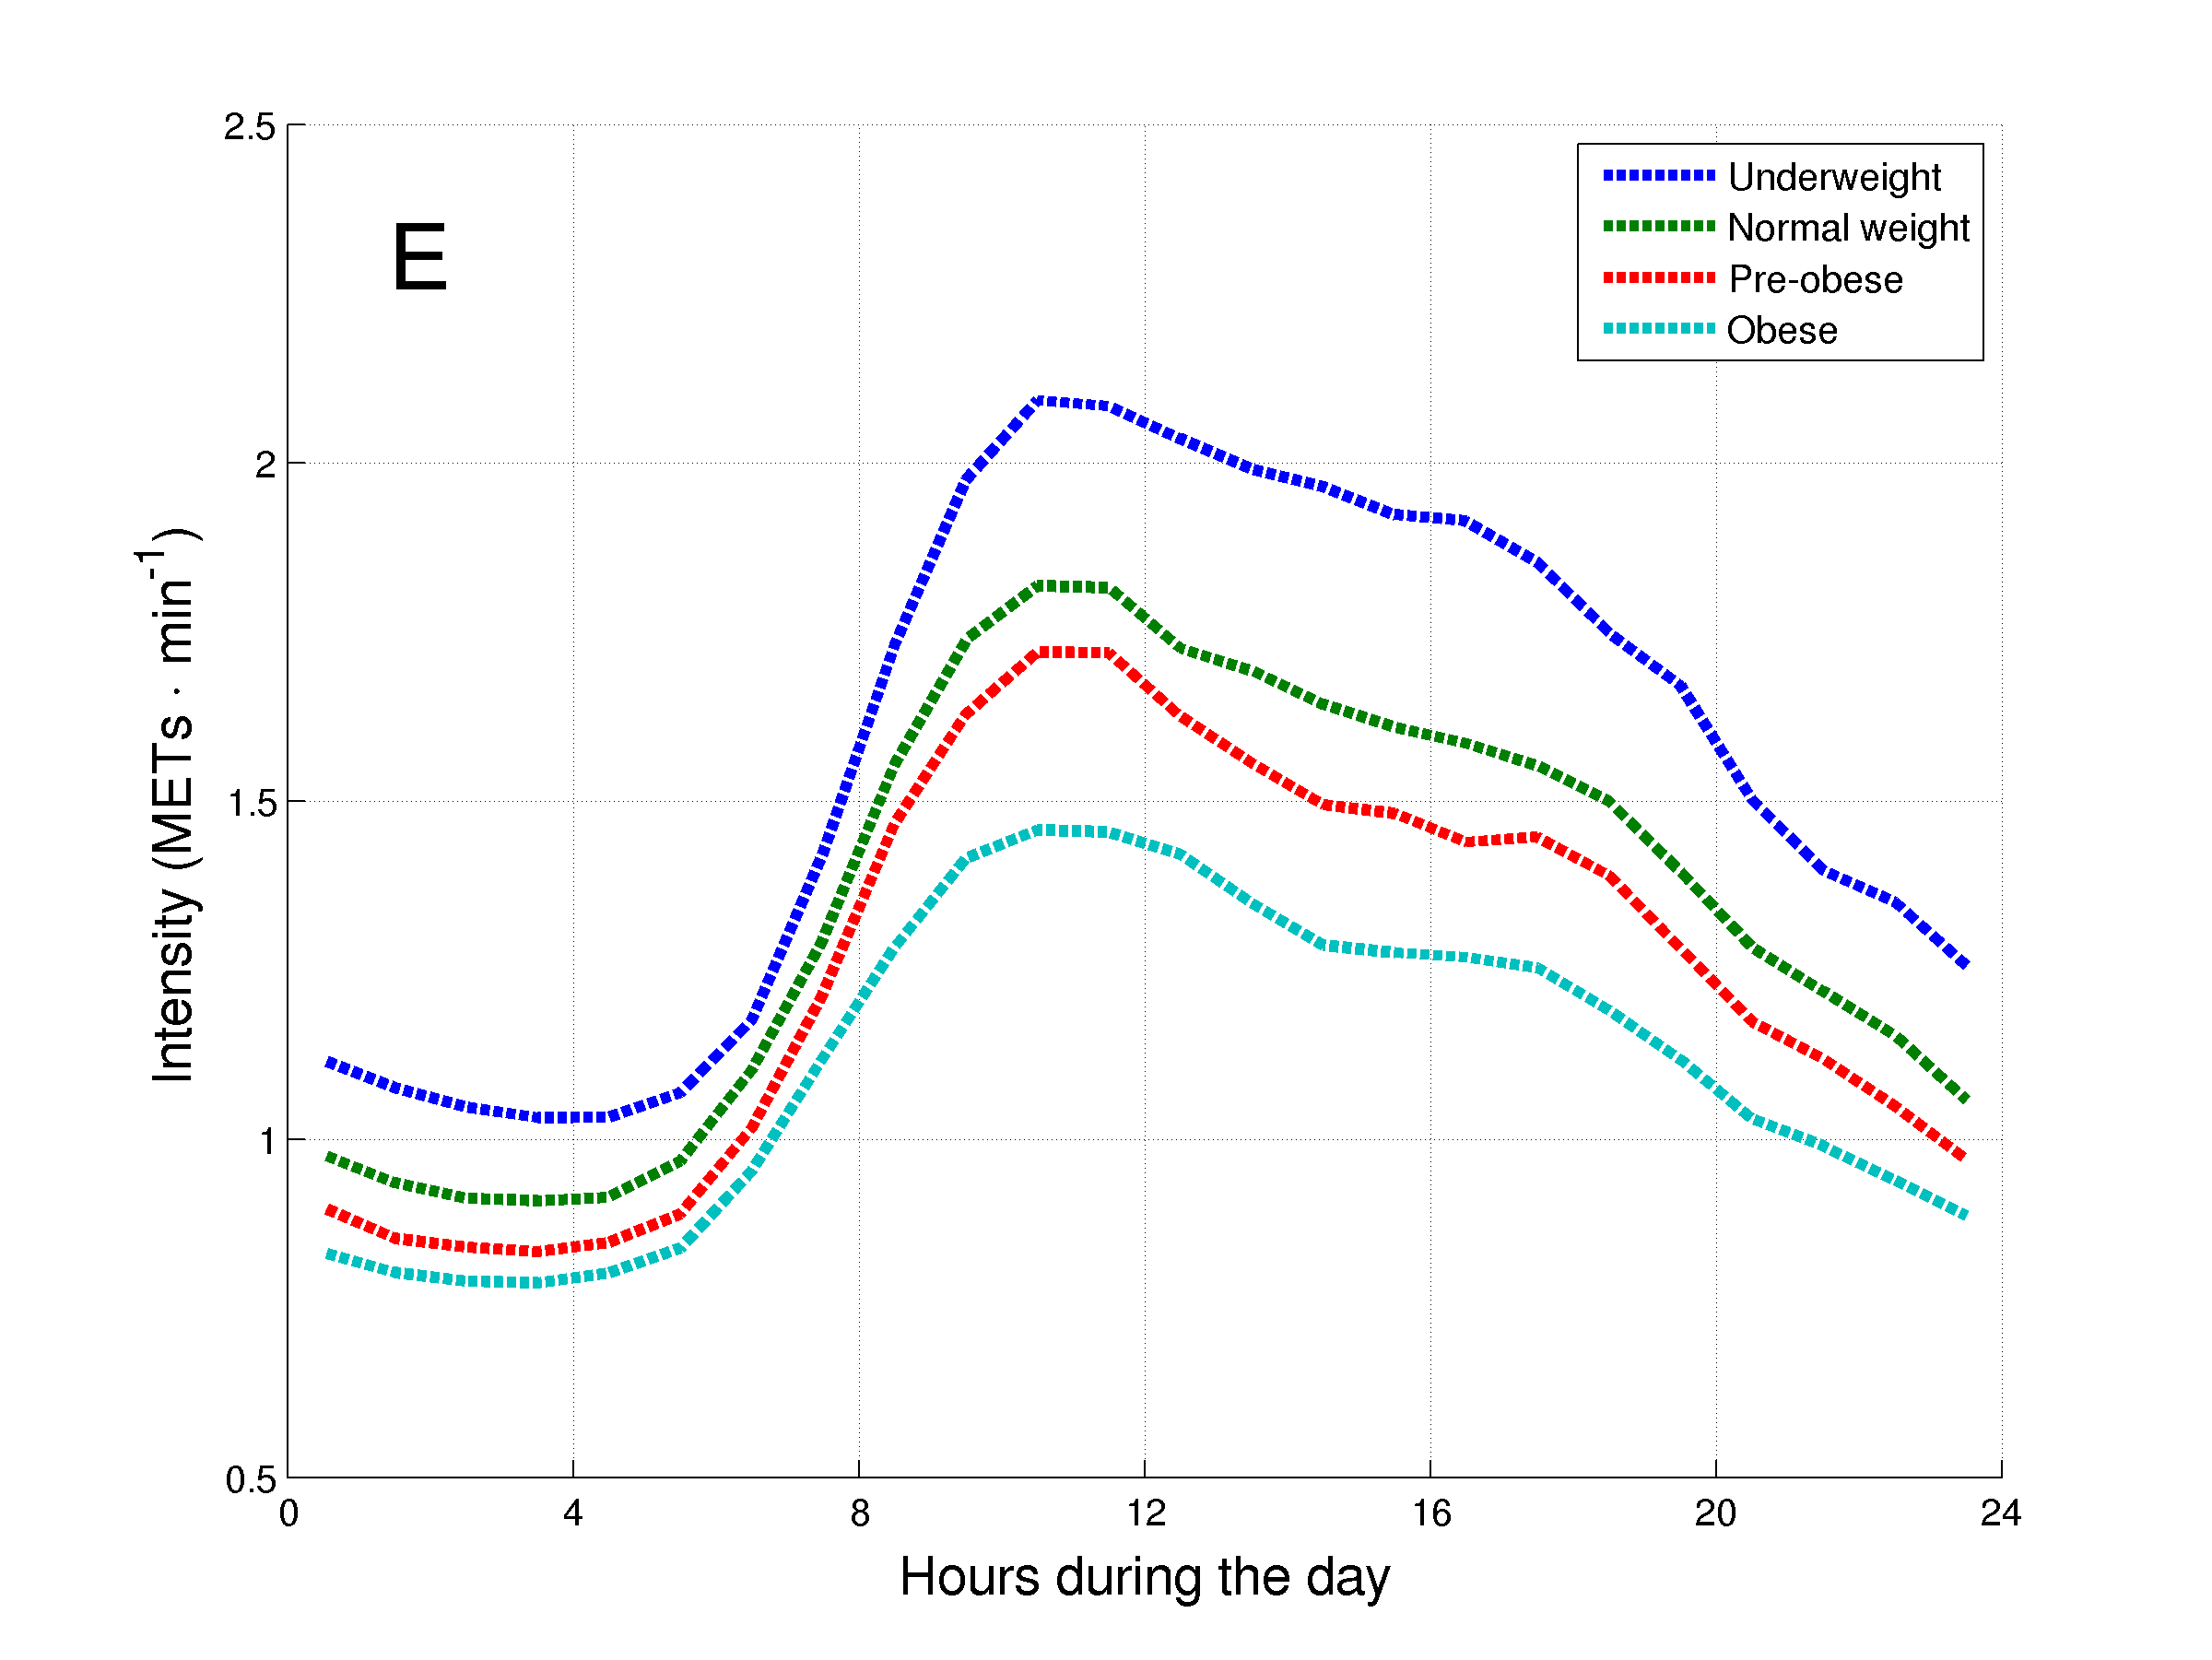 E
Underweight
Normal weight
Pre-obese
Obese
2.5
2
1.5
1
0.5
Intensity (METs · min⁻¹)
0 4 8 12 16 20 24
Hours during the day